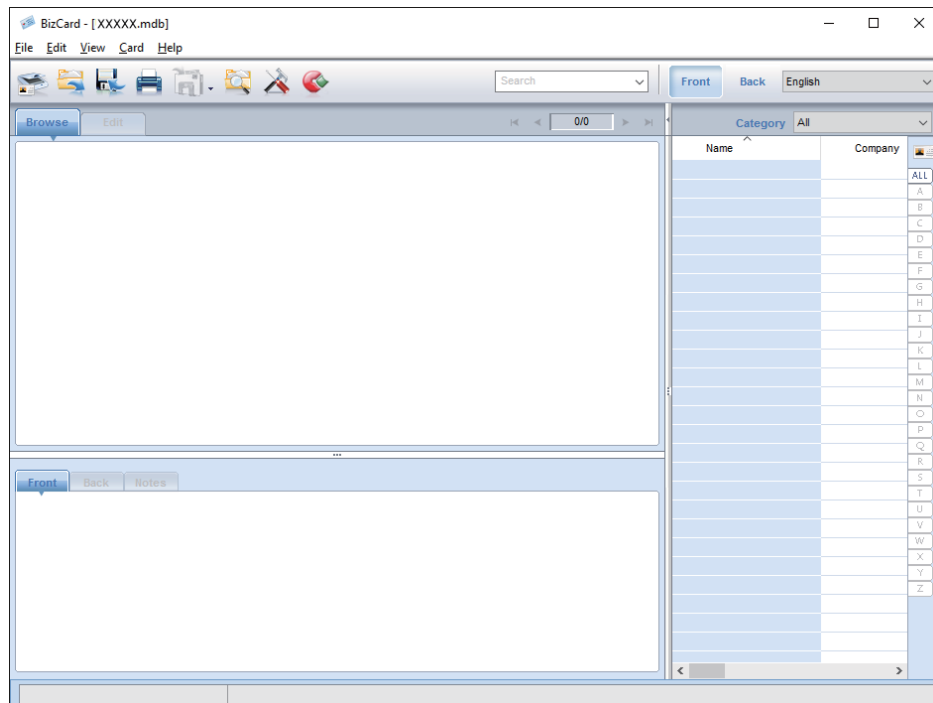 BizCard - [XXXXX.mdb]
File Edit View Card Help
Search
Front Back English
Browse Edit 0/0
Category All
Name Company
ALL
A
B
C
D
E
F
G
H
I
J
K
L
M
N
O
P
Q
R
S
T
U
V
W
X
Y
Z
Front Back Notes